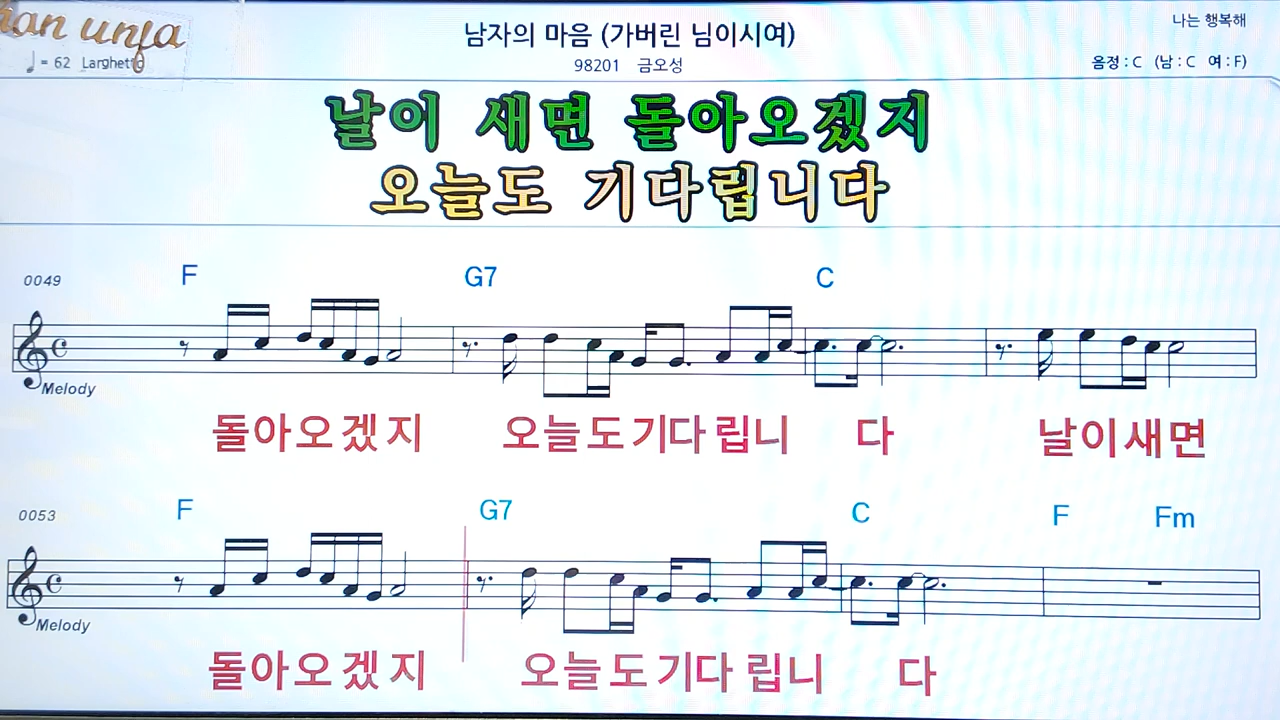 나는 행복해
남자의 마음 (가버린 님이시여)
♩= 62 Larghetto
98201 금오성
음정 : C (남 : C 여 : F)
날이 새면 돌아오겠지
오늘도 기다립니다
0049 F G7 C
Melody
돌아오겠지 오늘도기다립니 다 날이새면
0053 F G7 C F Fm
Melody
돌아오겠지 오늘도기다립니 다